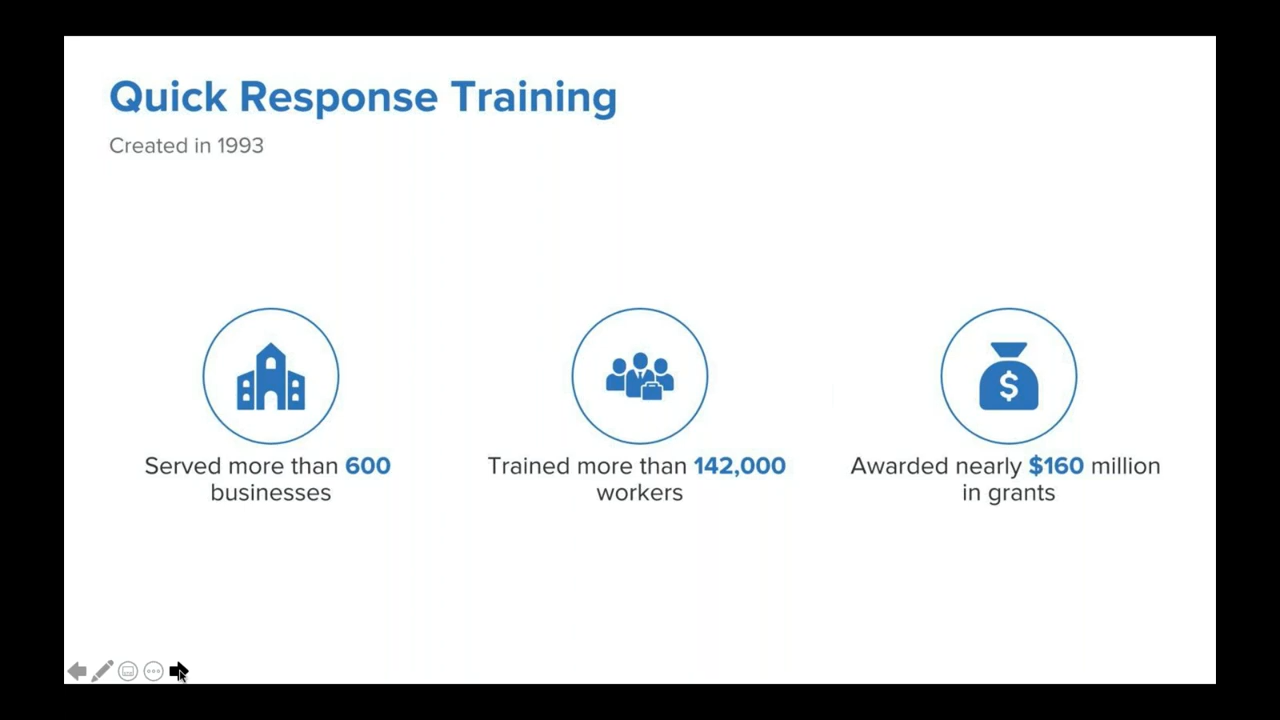 Quick Response Training
Created in 1993
Served more than 600
businesses
Trained more than 142,000
workers
$
Awarded nearly $160 million
in grants